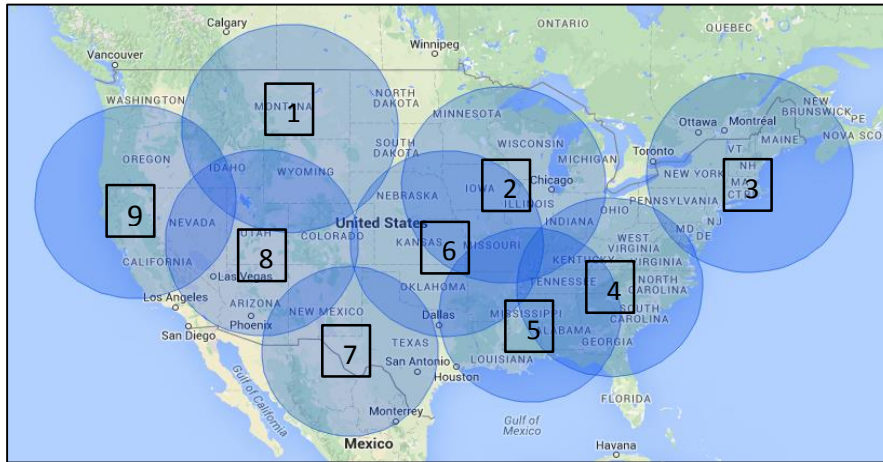 Calgary
ONTARIO
QUEBEC
Vancouver
Winnipeg
WASHINGTON
MONTANA
1
NORTH
DAKOTA
MINNESOTA
Ottawa
Montréal
NEW
BRUNSWICK
PE
NOVA SCO
MAINE
OREGON
IDAHO
SOUTH
DAKOTA
WISCONSIN
MICHIGAN
Toronto
VT
NH
NEW YORK
MA
CT
3
WYOMING
NEBRASKA
IOWA
2
Chicago
ILLINOIS
INDIANA
OHIO
PENNSYLVANIA
NJ
MD
DE
9
NEVADA
UTAH
8
COLORADO
United States
KANSAS
6
MISSOURI
WEST
VIRGINIA
VIRGINIA
KENTUCKY
CALIFORNIA
Las Vegas
OKLAHOMA
TENNESSEE
4
NORTH
CAROLINA
SOUTH
CAROLINA
Los Angeles
ARIZONA
Phoenix
NEW MEXICO
Dallas
MISSISSIPPI
5
ALABAMA
GEORGIA
San Diego
7
TEXAS
San Antonio
LOUISIANA
Houston
Gulf of
California
Monterrey
FLORIDA
Gulf of
Mexico
Mexico
Havana